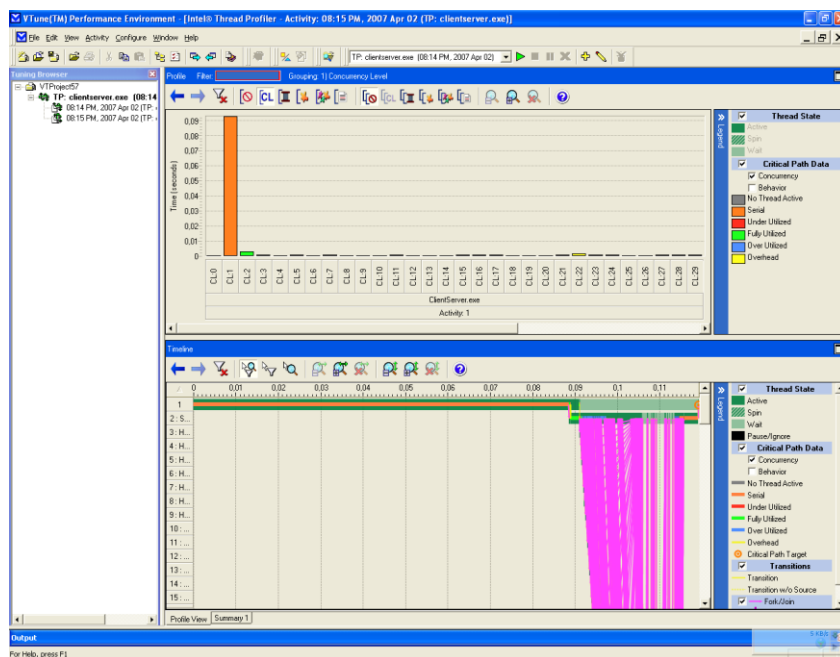 VTune(TM) Performance Environment - [Intel® Thread Profiler - Activity: 08:15 PM, 2007 Apr 02 (TP: clientserver.exe)]
File Edit View Activity Configure Window Help
TP: clientserver.exe (08:14 PM, 2007 Apr 02)
Tuning Browser
VTProject57
TP: clientserver.exe (08:14
08:14 PM, 2007 Apr 02 (TP:
08:15 PM, 2007 Apr 02 (TP:
Profile Filter: Grouping: 1) Concurrency Level
CL
Time (seconds)
0,09
0,08
0,07
0,06
0,05
0,04
0,03
0,02
0,01
0
CL:0 CL:1 CL:2 CL:3 CL:4 CL:5 CL:6 CL:7 CL:8 CL:9 CL:10 CL:11 CL:12 CL:13 CL:14 CL:15 CL:16 CL:17 CL:18 CL:19 CL:20 CL:21 CL:22 CL:23 CL:24 CL:25 CL:26 CL:27 CL:28 CL:29
ClientServer.exe
Activity: 1
Legend
Thread State
Active
Spin
Wait
Critical Path Data
Concurrency
Behavior
No Thread Active
Serial
Under Utilized
Fully Utilized
Over Utilized
Overhead
Timeline
0 0,01 0,02 0,03 0,04 0,05 0,06 0,07 0,08 0,09 0,1 0,11
1
2 : S...
3 : H...
4 : H...
5 : H...
6 : H...
7 : H...
8 : H...
9 : H...
10 : ...
11 : ...
12 : ...
13 : ...
14 : ...
15 : ...
Legend
Thread State
Active
Spin
Wait
Pause/Ignore
Critical Path Data
Concurrency
Behavior
No Thread Active
Serial
Under Utilized
Fully Utilized
Over Utilized
Overhead
Critical Path Target
Transitions
Transition
Transition w/o Source
Fork/Join
Profile View Summary 1
Output
For Help, press F1